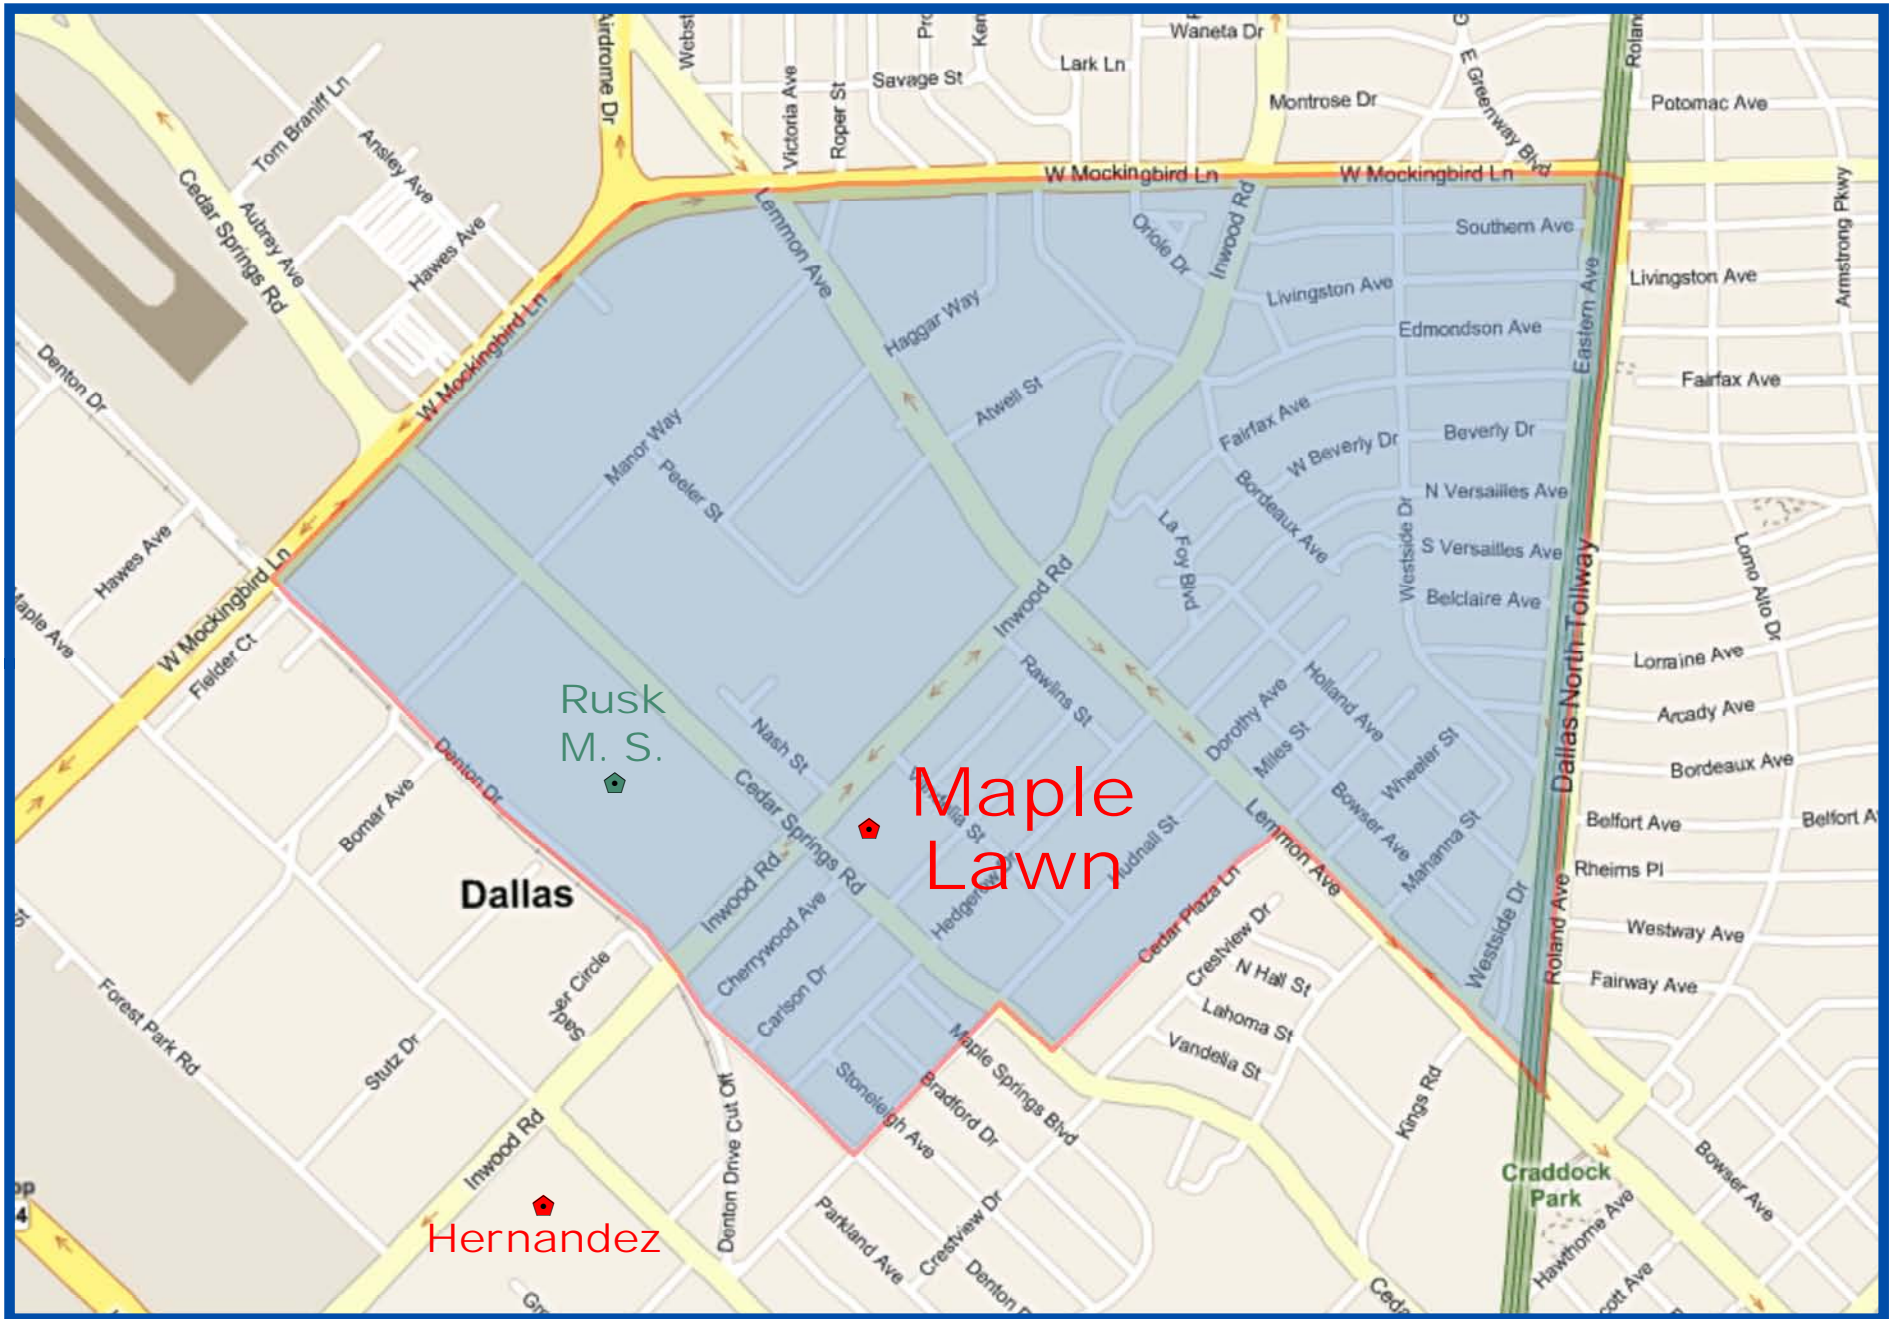 Airdrome Dr
Victoria Ave
Roper St
Savage St
Lark Ln
Waneta Dr
Montrose Dr
E Greenway Blvd
Potomac Ave
Tom Braniff Ln
Ansley Ave
Cedar Springs Rd
Aubrey Ave
Hawes Ave
W Mockingbird Ln
W Mockingbird Ln
Armstrong Pkwy
Lemmon Ave
Oriole Dr
Inwood Rd
Southern Ave
Livingston Ave
Livingston Ave
Eastern Ave
Edmondson Ave
Haggar Way
Denton Dr
W Mockingbird Ln
Atwell St
Fairfax Ave
Fairfax Ave
Manor Way
Peeler St
W Beverly Dr
Beverly Dr
Bordeaux Ave
N Versailles Ave
La Foy Blvd
Westside Dr
S Versailles Ave
Belclaire Ave
Lomo Alto Dr
Hawes Ave
Maple Ave
W Mockingbird Ln
Fielder Ct
Inwood Rd
Dallas North Tollway
Lorraine Ave
Rawlins St
Holland Ave
Dorothy Ave
Miles St
Arcady Ave
Rusk
M. S.
Nash St
Wheeler St
Bordeaux Ave
Denton Dr
Cedar Springs Rd
Maple
Lawn
Hudnall St
Hedgerow Dr
Lemmon Ave
Bowser Ave
Mahanna St
Belfort Ave
Bomar Ave
Rheims Pl
Dallas
Inwood Rd
Cherrywood Ave
Carlson Dr
Cedar Plaza Ln
Crestview Dr
N Hall St
Lahoma St
Vandelia St
Westside Dr
Roland Ave
Westway Ave
Fairway Ave
Forest Park Rd
Stutz Dr
Maple Springs Blvd
Bradford Dr
Stoneleigh Ave
Kings Rd
Inwood Rd
Denton Drive Cut Off
Hernandez
Parkland Ave
Crestview Dr
Craddock
Park
Bowser Ave
Hawthorne Ave